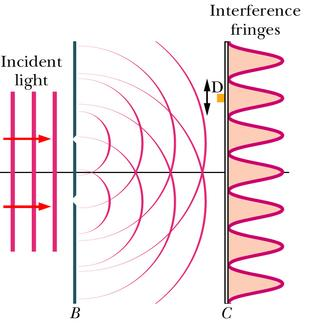 Interference
fringes
Incident
light
D
B
C